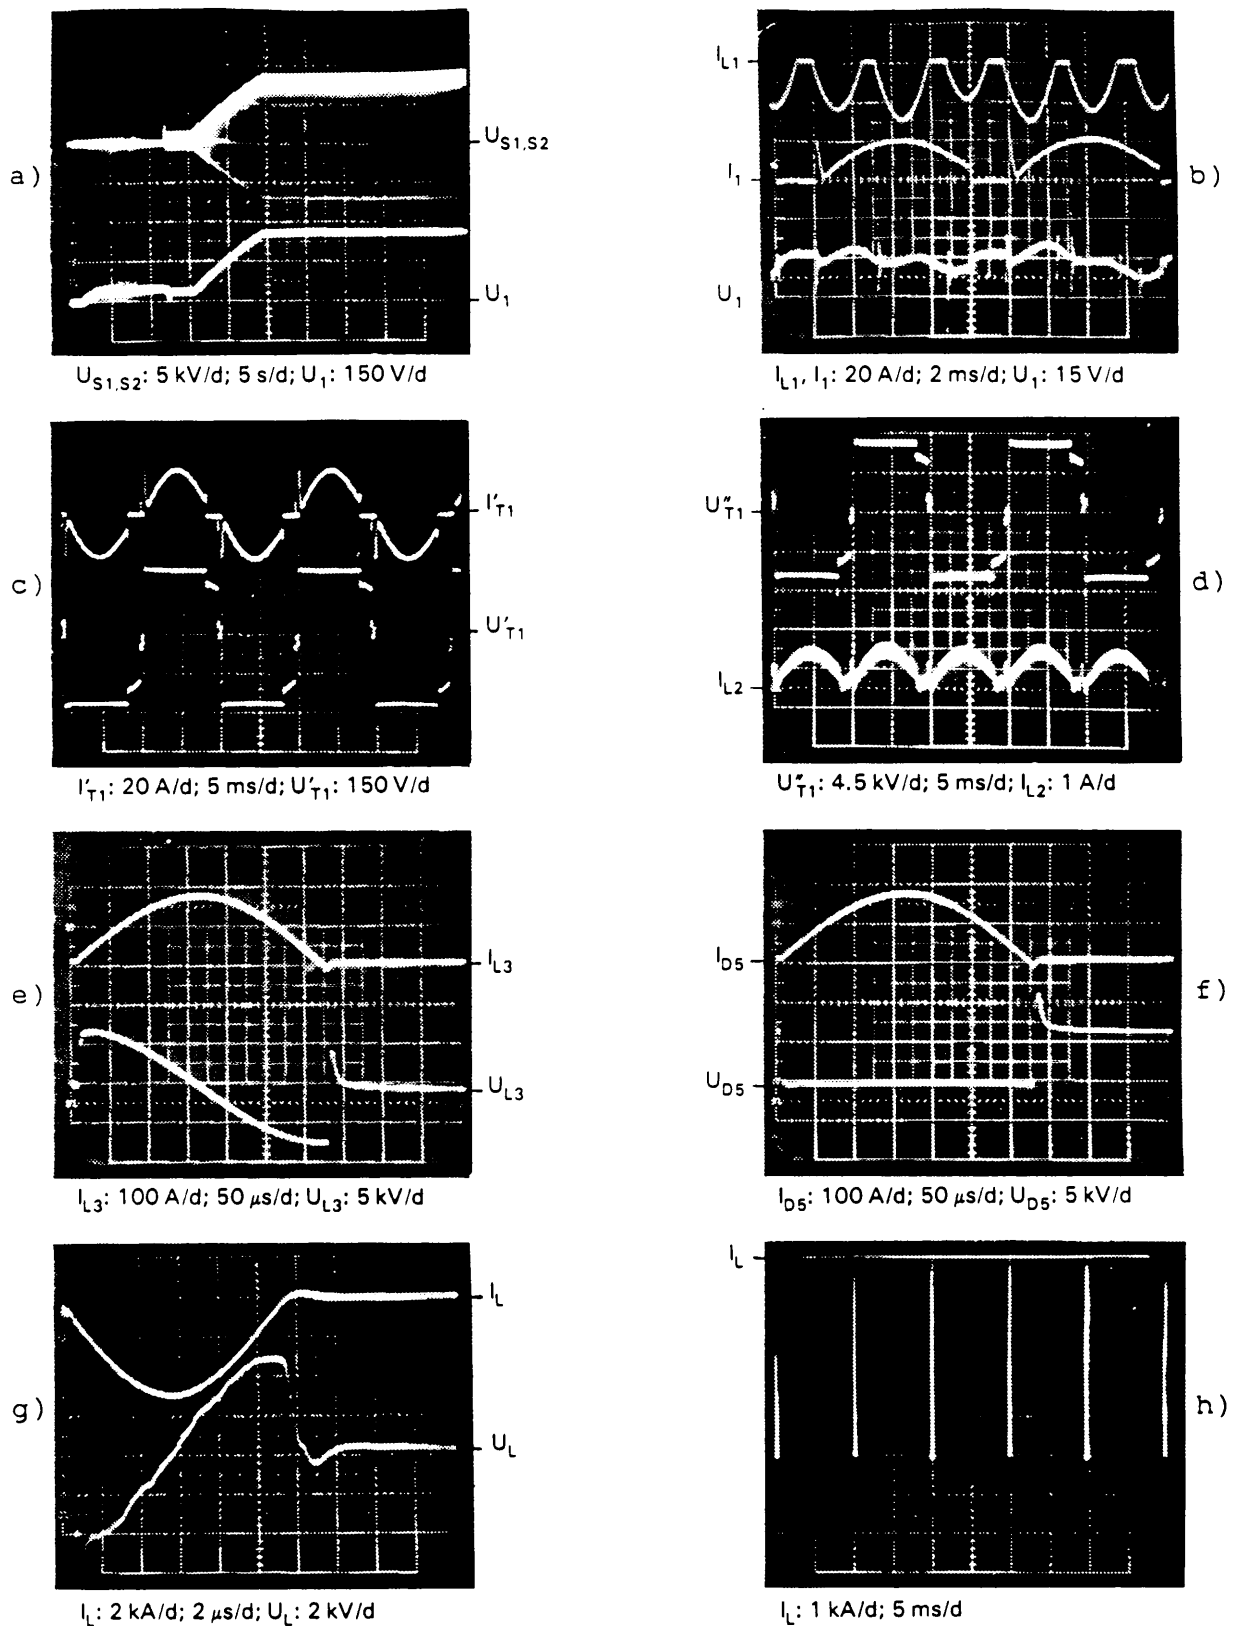 a)
U_S1,S2
U_1
U_S1,S2: 5 kV/d; 5 s/d; U_1: 150 V/d
I_L1
I_1
U_1
b)
I_L1, I_1: 20 A/d; 2 ms/d; U_1: 15 V/d
c)
I'_T1
U'_T1
I'_T1: 20 A/d; 5 ms/d; U'_T1: 150 V/d
U"_T1
I_L2
d)
U"_T1: 4.5 kV/d; 5 ms/d; I_L2: 1 A/d
e)
I_L3
U_L3
I_L3: 100 A/d; 50 μs/d; U_L3: 5 kV/d
I_D5
U_D5
f)
I_D5: 100 A/d; 50 μs/d; U_D5: 5 kV/d
g)
I_L
U_L
I_L: 2 kA/d; 2 μs/d; U_L: 2 kV/d
I_L
h)
I_L: 1 kA/d; 5 ms/d